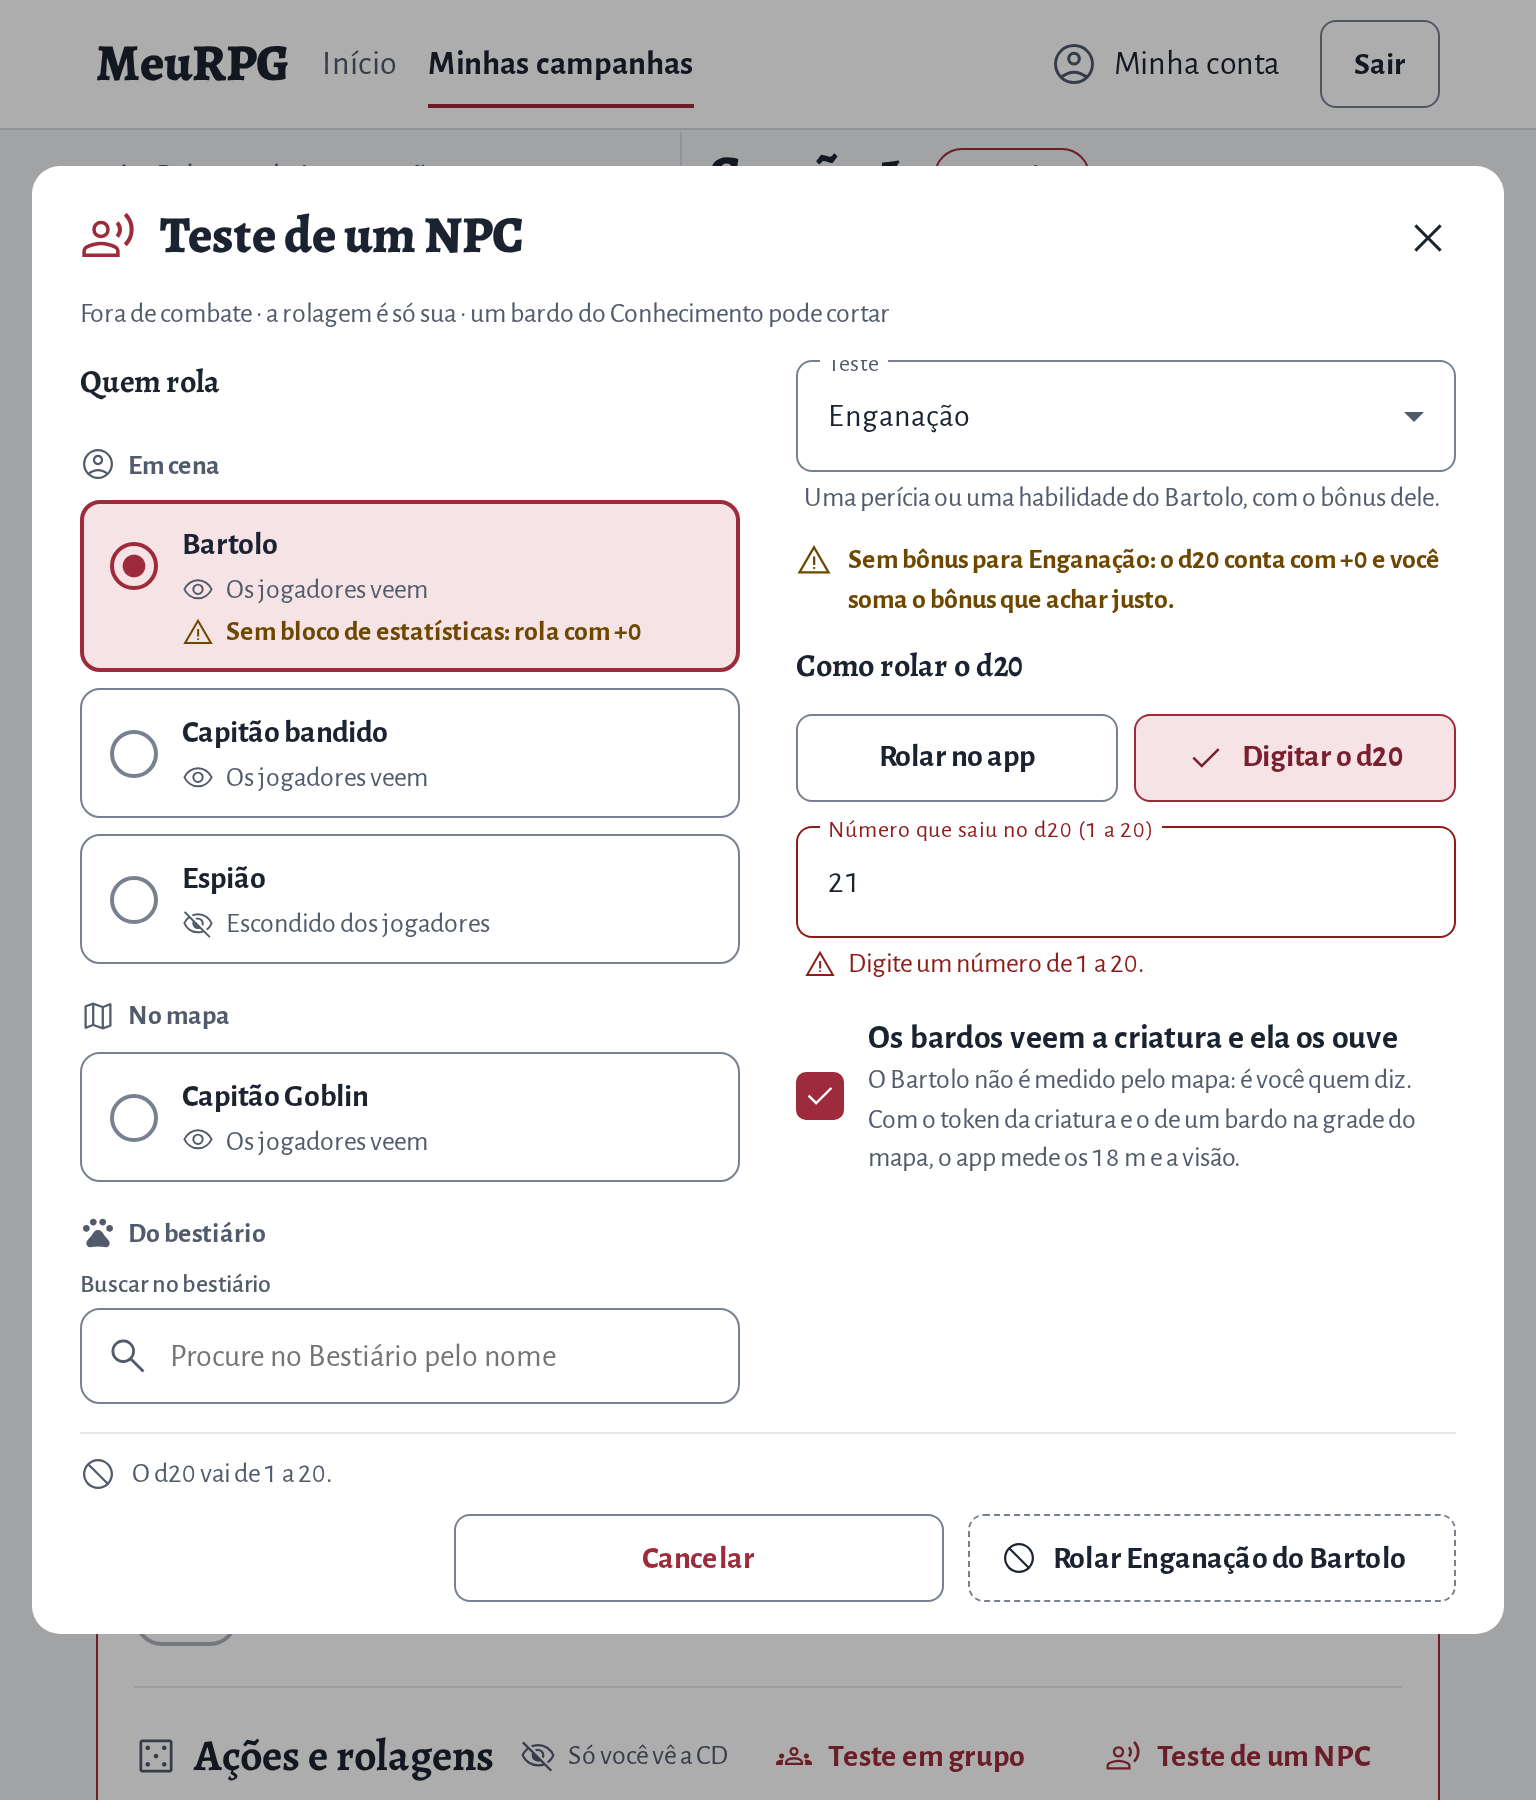 MeuRPG
Início
Minhas campanhas
Minha conta
Sair
Teste de um NPC
Fora de combate · a rolagem é só sua · um bardo do Conhecimento pode cortar
Quem rola
Em cena
Bartolo
Os jogadores veem
Sem bloco de estatísticas: rola com +0
Capitão bandido
Os jogadores veem
Espião
Escondido dos jogadores
No mapa
Capitão Goblin
Os jogadores veem
Do bestiário
Buscar no bestiário
Procure no Bestiário pelo nome
Teste
Enganação
Uma perícia ou uma habilidade do Bartolo, com o bônus dele.
Sem bônus para Enganação: o d20 conta com +0 e você
soma o bônus que achar justo.
Como rolar o d20
Rolar no app
Digitar o d20
Número que saiu no d20 (1 a 20)
21
Digite um número de 1 a 20.
Os bardos veem a criatura e ela os ouve
O Bartolo não é medido pelo mapa: é você quem diz.
Com o token da criatura e o de um bardo na grade do
mapa, o app mede os 18 m e a visão.
O d20 vai de 1 a 20.
Cancelar
Rolar Enganação do Bartolo
Ações e rolagens
Só você vê a CD
Teste em grupo
Teste de um NPC